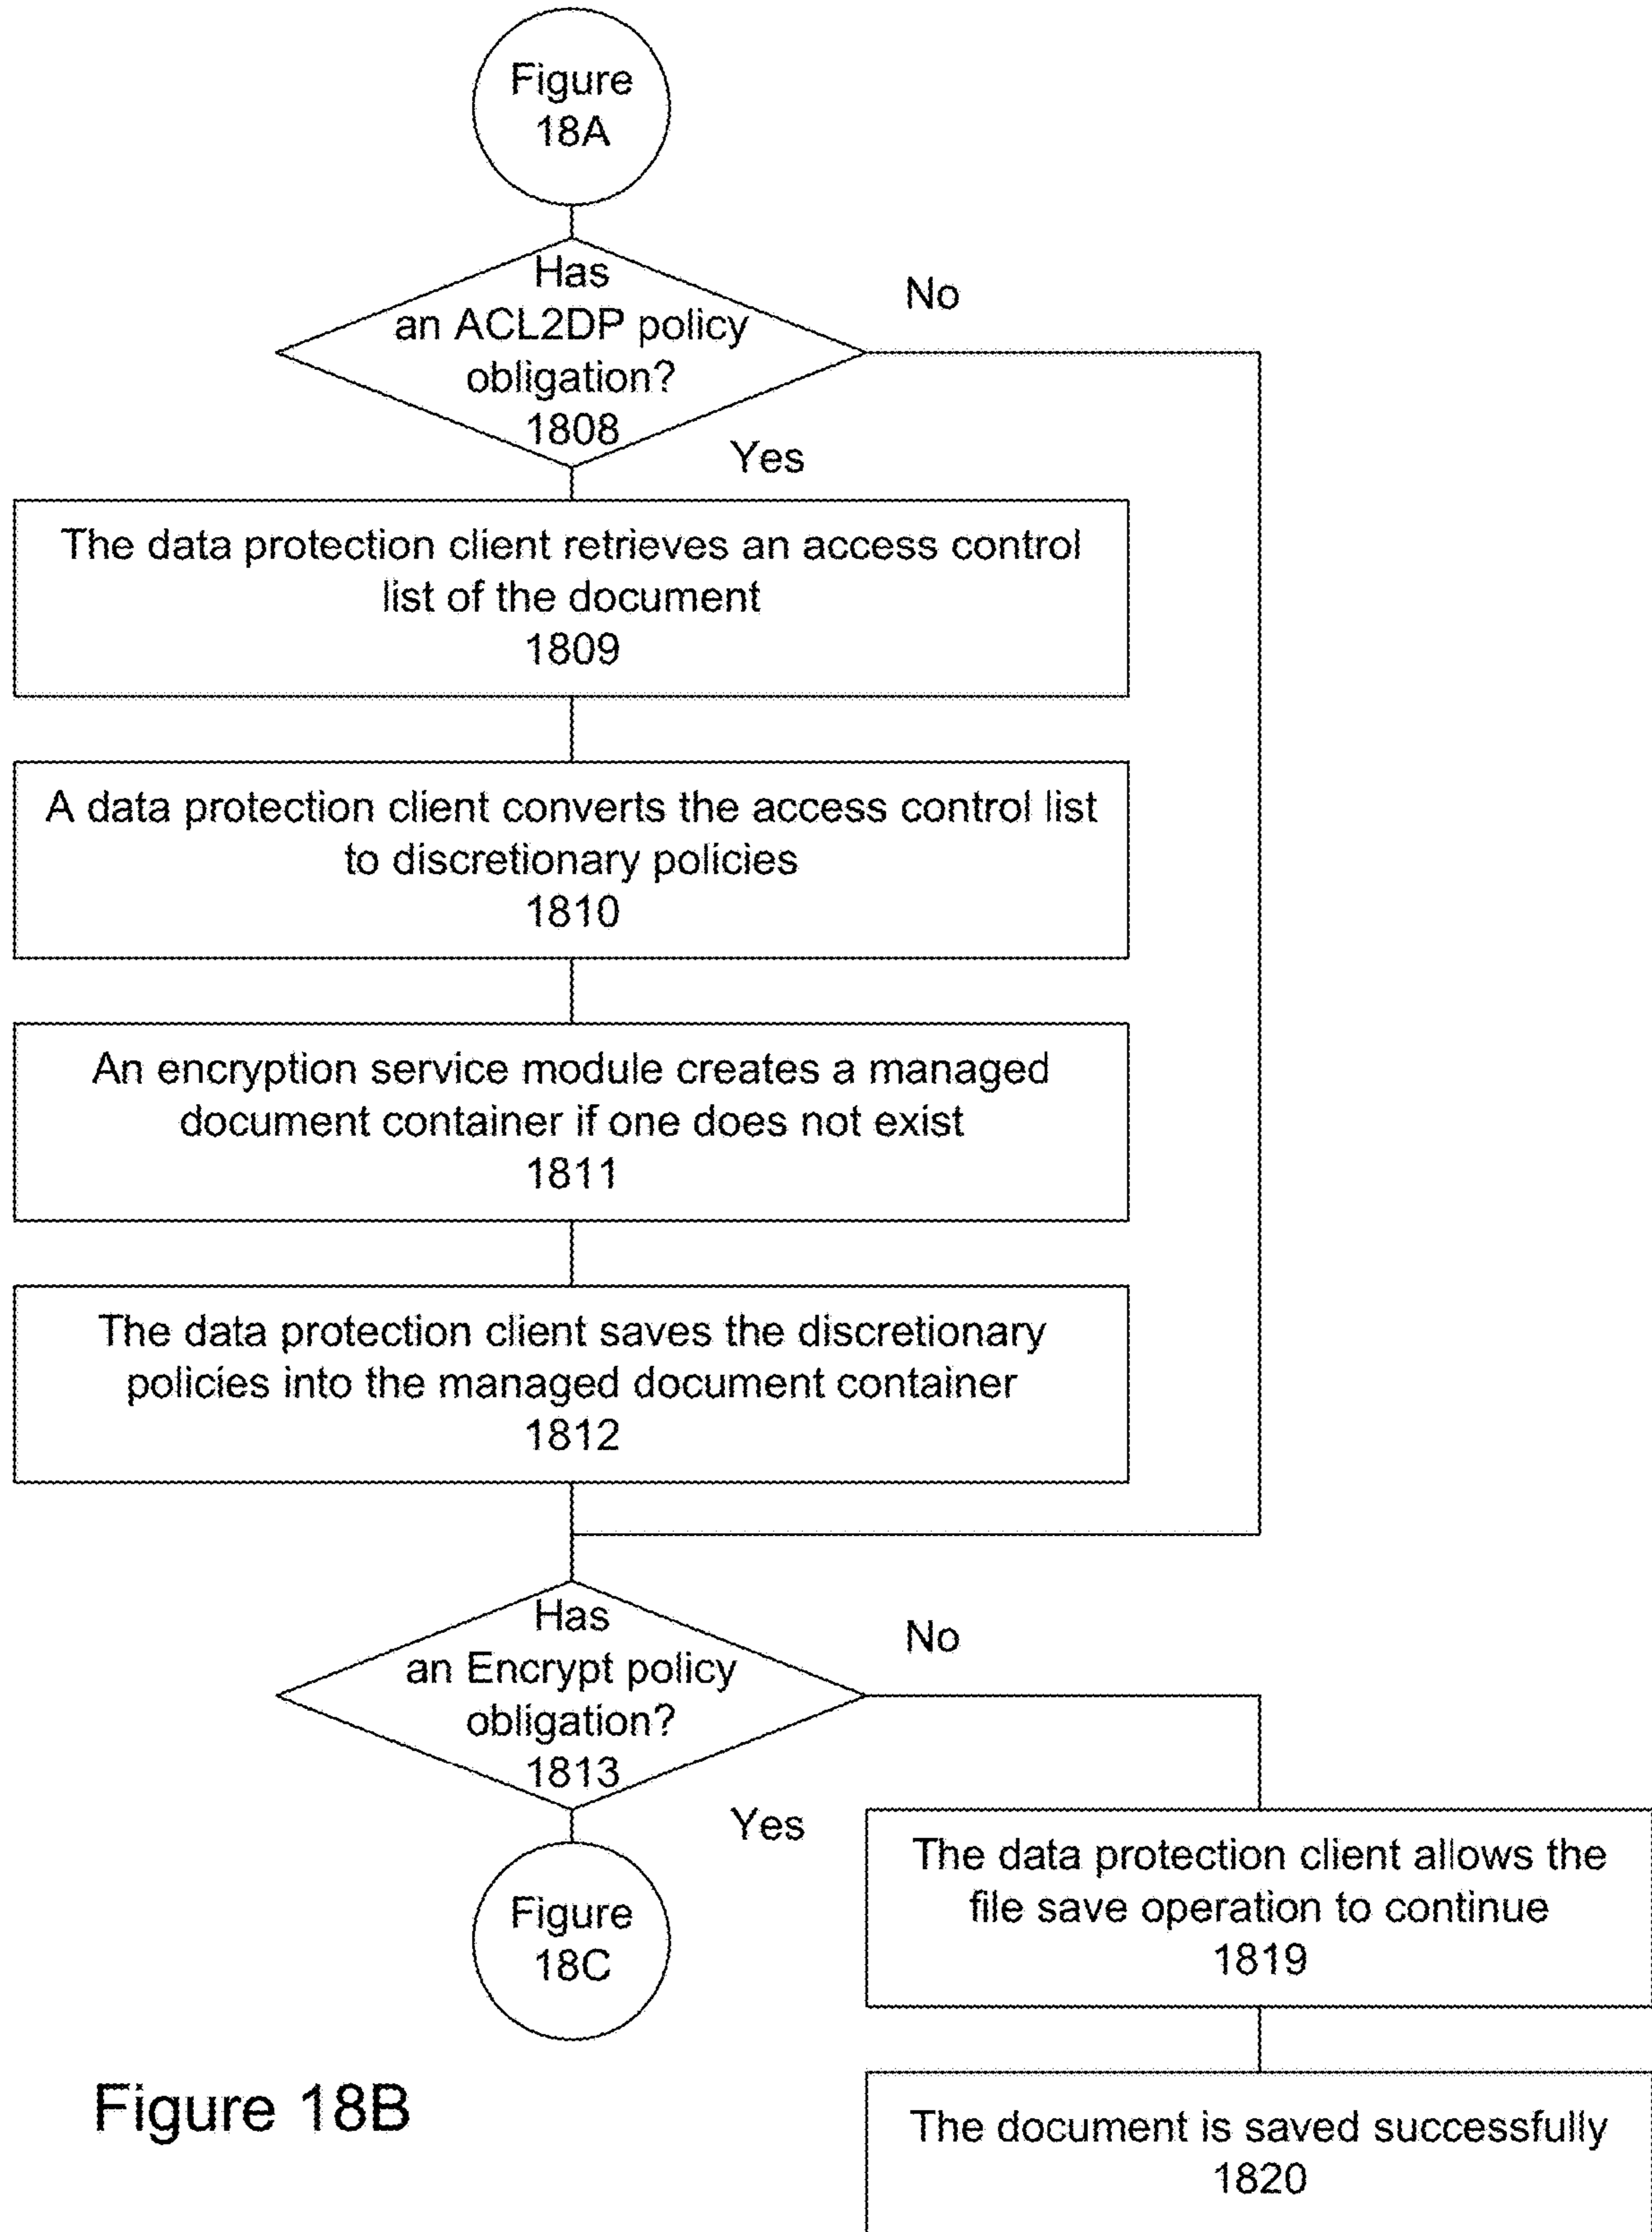 Figure
18A
Has
an ACL2DP policy
obligation?
1808
No
Yes
The data protection client retrieves an access control
list of the document
1809
A data protection client converts the access control list
to discretionary policies
1810
An encryption service module creates a managed
document container if one does not exist
1811
The data protection client saves the discretionary
policies into the managed document container
1812
Has
an Encrypt policy
obligation?
1813
No
Yes
Figure
18C
The data protection client allows the
file save operation to continue
1819
The document is saved successfully
1820
Figure 18B